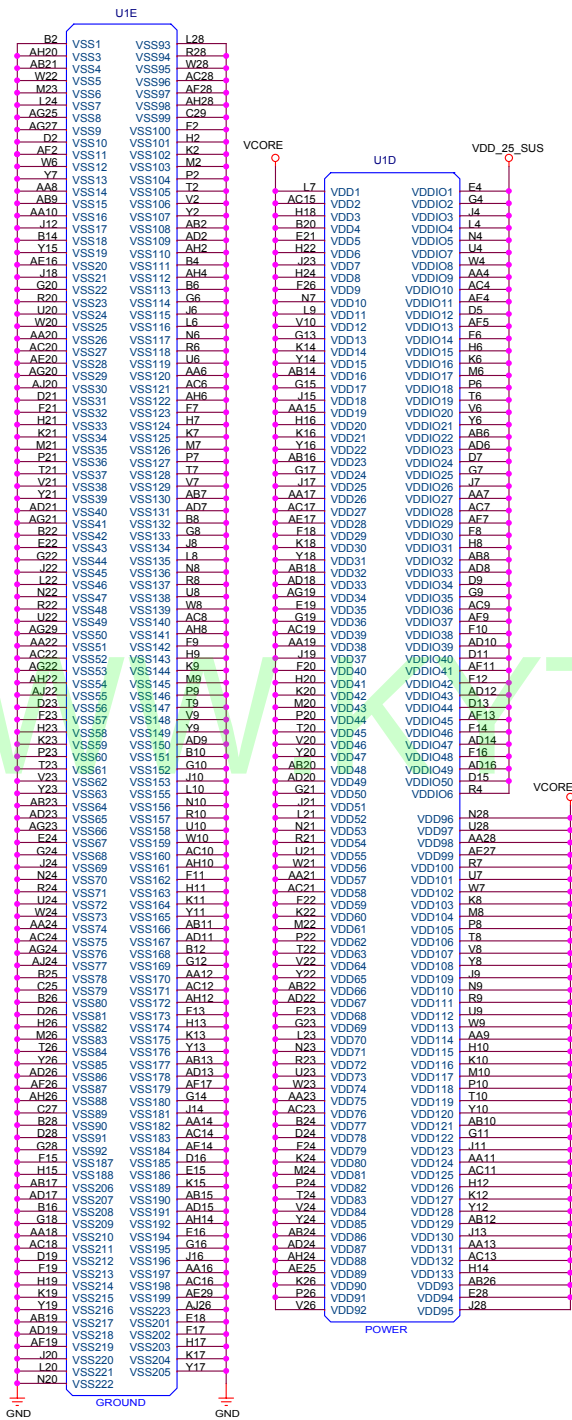 U1E
B2 VSS1 VSS93 L28
AH20 VSS3 VSS94 R28
AB21 VSS4 VSS95 W28
W22 VSS5 VSS96 AC28
M23 VSS6 VSS97 AF28
L24 VSS7 VSS98 AH28
AG25 VSS8 VSS99 C29
AG27 VSS9 VSS100 F2
D2 VSS10 VSS101 H2
AF2 VSS11 VSS102 K2
W6 VSS12 VSS103 M2
Y7 VSS13 VSS104 P2
AA8 VSS14 VSS105 T2
AB9 VSS15 VSS106 V2
AA10 VSS16 VSS107 Y2
J12 VSS17 VSS108 AB2
B14 VSS18 VSS109 AD2
Y15 VSS19 VSS110 AH2
AE16 VSS20 VSS111 B4
J18 VSS21 VSS112 AH4
G20 VSS22 VSS113 B6
R20 VSS23 VSS114 G6
U20 VSS24 VSS115 J6
W20 VSS25 VSS116 L6
AA20 VSS26 VSS117 N6
AC20 VSS27 VSS118 R6
AE20 VSS28 VSS119 U6
AG20 VSS29 VSS120 AA6
AJ20 VSS30 VSS121 AC6
D21 VSS31 VSS122 AH6
F21 VSS32 VSS123 F7
H21 VSS33 VSS124 H7
K21 VSS34 VSS125 K7
M21 VSS35 VSS126 M7
P21 VSS36 VSS127 P7
T21 VSS37 VSS128 T7
V21 VSS38 VSS129 V7
Y21 VSS39 VSS130 AB7
AD21 VSS40 VSS131 AD7
AG21 VSS41 VSS132 B8
B22 VSS42 VSS133 G8
E22 VSS43 VSS134 J8
G22 VSS44 VSS135 L8
J22 VSS45 VSS136 N8
L22 VSS46 VSS137 R8
N22 VSS47 VSS138 U8
R22 VSS48 VSS139 W8
U22 VSS49 VSS140 AC8
AG29 VSS50 VSS141 AH8
AA22 VSS51 VSS142 F9
AC22 VSS52 VSS143 H9
AG22 VSS53 VSS144 K9
AH22 VSS54 VSS145 M9
AJ22 VSS55 VSS146 P9
D23 VSS56 VSS147 T9
F23 VSS57 VSS148 V9
H23 VSS58 VSS149 Y9
K23 VSS59 VSS150 AD9
P23 VSS60 VSS151 B10
T23 VSS61 VSS152 G10
V23 VSS62 VSS153 J10
Y23 VSS63 VSS155 L10
AB23 VSS64 VSS156 N10
AD23 VSS65 VSS157 R10
AG23 VSS66 VSS158 U10
E24 VSS67 VSS159 W10
G24 VSS68 VSS160 AC10
J24 VSS69 VSS161 AH10
N24 VSS70 VSS162 F11
R24 VSS71 VSS163 H11
U24 VSS72 VSS164 K11
W24 VSS73 VSS165 Y11
AA24 VSS74 VSS166 AB11
AC24 VSS75 VSS167 AD11
AG24 VSS76 VSS168 B12
AJ24 VSS77 VSS169 G12
B25 VSS78 VSS170 AA12
C25 VSS79 VSS171 AC12
B26 VSS80 VSS172 AH12
D26 VSS81 VSS173 F13
H26 VSS82 VSS174 H13
M26 VSS83 VSS175 K13
T26 VSS84 VSS176 Y13
Y26 VSS85 VSS177 AB13
AD26 VSS86 VSS178 AD13
AF26 VSS87 VSS179 AF17
AH26 VSS88 VSS180 G14
C27 VSS89 VSS181 J14
B28 VSS90 VSS182 AA14
D28 VSS91 VSS183 AC14
G28 VSS92 VSS184 AE14
F15 VSS187 VSS185 D16
H15 VSS188 VSS186 E15
AB17 VSS206 VSS189 K15
AD17 VSS207 VSS190 AB15
B16 VSS208 VSS191 AD15
G18 VSS209 VSS192 AH14
AA18 VSS210 VSS194 E16
AC18 VSS211 VSS195 G16
D19 VSS212 VSS196 J16
F19 VSS213 VSS197 AA16
H19 VSS214 VSS198 AC16
K19 VSS215 VSS199 AE29
Y19 VSS216 VSS223 AJ26
AB19 VSS217 VSS201 E18
AD19 VSS218 VSS202 F17
AF19 VSS219 VSS203 H17
J20 VSS220 VSS204 K17
L20 VSS221 VSS205 Y17
N20 VSS222
GROUND
GND
GND
VCORE
U1D
VDD_25_SUS
L7 VDD1 VDDIO1 E4
AC15 VDD2 VDDIO2 G4
H18 VDD3 VDDIO3 J4
B20 VDD4 VDDIO4 L4
E21 VDD5 VDDIO5 N4
H22 VDD6 VDDIO7 U4
J23 VDD7 VDDIO8 W4
H24 VDD8 VDDIO9 AA4
F26 VDD9 VDDIO10 AC4
N7 VDD10 VDDIO11 AE4
L9 VDD11 VDDIO12 D5
V10 VDD12 VDDIO13 AF5
G13 VDD13 VDDIO14 F6
K14 VDD14 VDDIO15 H6
Y14 VDD15 VDDIO16 K6
AB14 VDD16 VDDIO17 M6
G15 VDD17 VDDIO18 P6
J15 VDD18 VDDIO19 T6
AA15 VDD19 VDDIO20 V6
H16 VDD20 VDDIO21 Y6
K16 VDD21 VDDIO22 AB6
Y16 VDD22 VDDIO23 AD6
AB16 VDD23 VDDIO24 D7
G17 VDD24 VDDIO25 G7
J17 VDD25 VDDIO26 J7
AA17 VDD26 VDDIO27 AA7
AC17 VDD27 VDDIO28 AC7
AE17 VDD28 VDDIO29 AF7
F18 VDD29 VDDIO30 F8
K18 VDD30 VDDIO31 H8
Y18 VDD31 VDDIO32 AB8
AB18 VDD32 VDDIO33 AD8
AD18 VDD33 VDDIO34 D9
AG19 VDD34 VDDIO35 G9
E19 VDD35 VDDIO36 AC9
G19 VDD36 VDDIO37 AF9
AC19 VDD39 VDDIO38 F10
AA19 VDD38 VDDIO39 AD10
J19 VDD37 VDDIO40 D11
F20 VDD40 VDDIO41 AF11
H20 VDD41 VDDIO42 F12
K20 VDD42 VDDIO43 AD12
M20 VDD43 VDDIO44 D13
P20 VDD44 VDDIO45 AF13
T20 VDD45 VDDIO46 F14
V20 VDD46 VDDIO47 AD14
Y20 VDD47 VDDIO48 F16
AB20 VDD48 VDDIO49 AD16
AD20 VDD49 VDDIO50 D15
G21 VDD50 VDDIO6 R4
J21 VDD51
VCORE
L21 VDD52 VDD96 N28
N21 VDD53 VDD97 U28
R21 VDD54 VDD98 AA28
U21 VDD55 VDD99 AE27
W21 VDD56 VDD100 R7
AA21 VDD57 VDD101 U7
AC21 VDD58 VDD102 W7
F22 VDD59 VDD103 K8
K22 VDD60 VDD104 M8
M22 VDD61 VDD105 P8
P22 VDD62 VDD106 T8
T22 VDD63 VDD107 V8
V22 VDD64 VDD108 Y8
Y22 VDD65 VDD109 J9
AB22 VDD66 VDD110 N9
AD22 VDD67 VDD111 R9
E23 VDD68 VDD112 U9
G23 VDD69 VDD113 W9
L23 VDD70 VDD114 AA9
N23 VDD71 VDD115 H10
R23 VDD72 VDD116 K10
U23 VDD73 VDD117 M10
W23 VDD74 VDD118 P10
AA23 VDD75 VDD119 T10
AC23 VDD76 VDD120 Y10
B24 VDD77 VDD121 AB10
D24 VDD78 VDD122 G11
F24 VDD79 VDD123 J11
K24 VDD80 VDD124 AA11
M24 VDD81 VDD125 AC11
P24 VDD82 VDD126 H12
T24 VDD83 VDD127 K12
V24 VDD84 VDD128 Y12
Y24 VDD85 VDD129 AB12
AB24 VDD86 VDD130 J13
AD24 VDD87 VDD131 AA13
AH24 VDD88 VDD132 AC13
AE25 VDD89 VDD133 H14
K26 VDD90 VDD93 AB26
P26 VDD91 VDD94 E28
V26 VDD92 VDD95 J28
POWER